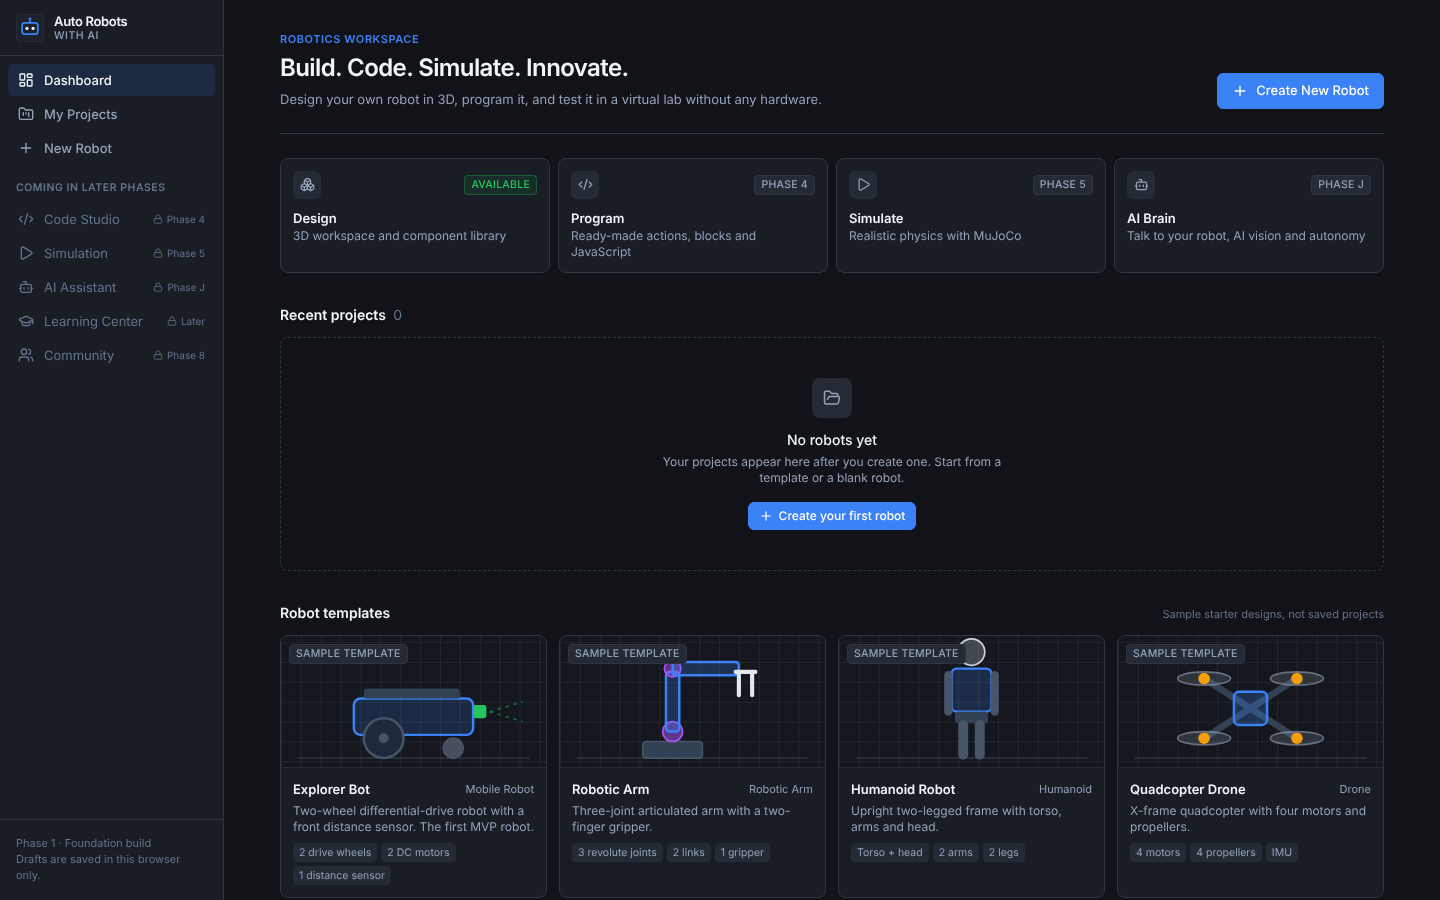 Auto Robots
WITH AI
Dashboard
My Projects
New Robot
COMING IN LATER PHASES
Code Studio Phase 4
Simulation Phase 5
AI Assistant Phase J
Learning Center Later
Community Phase 8
Phase 1 · Foundation build
Drafts are saved in this browser
only.
ROBOTICS WORKSPACE
Build. Code. Simulate. Innovate.
Design your own robot in 3D, program it, and test it in a virtual lab without any hardware.
Create New Robot
AVAILABLE
Design
3D workspace and component library
PHASE 4
Program
Ready-made actions, blocks and
JavaScript
PHASE 5
Simulate
Realistic physics with MuJoCo
PHASE J
AI Brain
Talk to your robot, AI vision and autonomy
Recent projects 0
No robots yet
Your projects appear here after you create one. Start from a
template or a blank robot.
Create your first robot
Robot templates
Sample starter designs, not saved projects
SAMPLE TEMPLATE
Explorer Bot Mobile Robot
Two-wheel differential-drive robot with a
front distance sensor. The first MVP robot.
2 drive wheels 2 DC motors
1 distance sensor
SAMPLE TEMPLATE
Robotic Arm Robotic Arm
Three-joint articulated arm with a two-
finger gripper.
3 revolute joints 2 links 1 gripper
SAMPLE TEMPLATE
Humanoid Robot Humanoid
Upright two-legged frame with torso,
arms and head.
Torso + head 2 arms 2 legs
SAMPLE TEMPLATE
Quadcopter Drone Drone
X-frame quadcopter with four motors and
propellers.
4 motors 4 propellers IMU